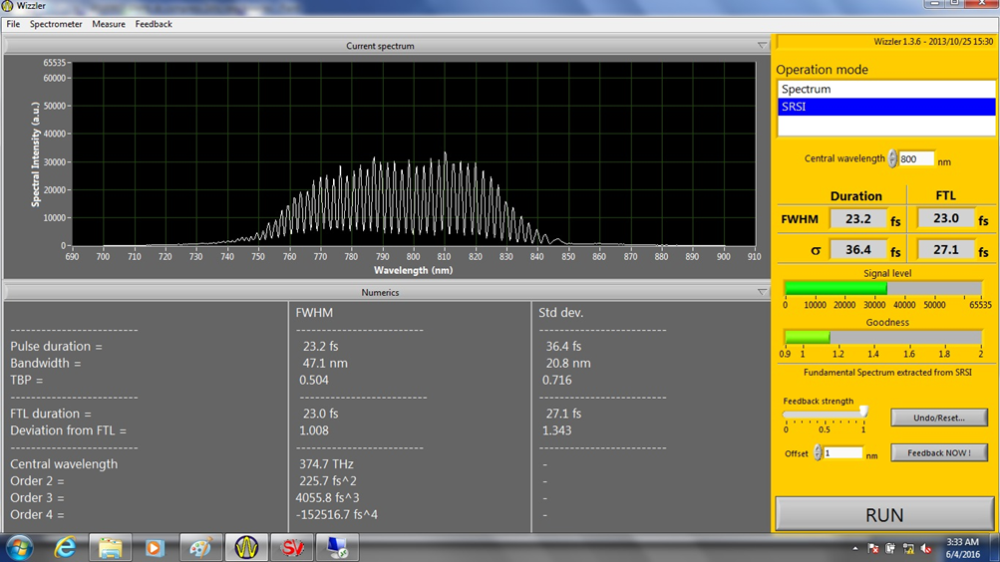 Wizzler
File Spectrometer Measure Feedback
Current spectrum
65535
60000
50000
40000
30000
20000
10000
0
Spectral Intensity (a.u.)
690 700 710 720 730 740 750 760 770 780 790 800 810 820 830 840 850 860 870 880 890 900 910
Wavelength (nm)
Numerics
FWHM Std dev.
------------------------- ------------------------- -------------------------
Pulse duration = 23.2 fs 36.4 fs
Bandwidth = 47.1 nm 20.8 nm
TBP = 0.504 0.716
------------------------- ------------------------- -------------------------
FTL duration = 23.0 fs 27.1 fs
Deviation from FTL = 1.008 1.343
------------------------- ------------------------- -------------------------
Central wavelength 374.7 THz -
Order 2 = 225.7 fs^2 -
Order 3 = 4055.8 fs^3 -
Order 4 = -152516.7 fs^4 -
Wizzler 1.3.6 - 2013/10/25 15:30
Operation mode
Spectrum
SRSI
Central wavelength 800 nm
Duration FTL
FWHM 23.2 fs 23.0 fs
σ 36.4 fs 27.1 fs
Signal level
0 10000 20000 30000 40000 50000 65535
Goodness
0.9 1 1.2 1.4 1.6 1.8 2
Fundamental Spectrum extracted from SRSI
Feedback strength
0 0.5 1
Undo/Reset...
Offset 1 nm
Feedback NOW !
RUN
SV
3:33 AM
6/4/2016